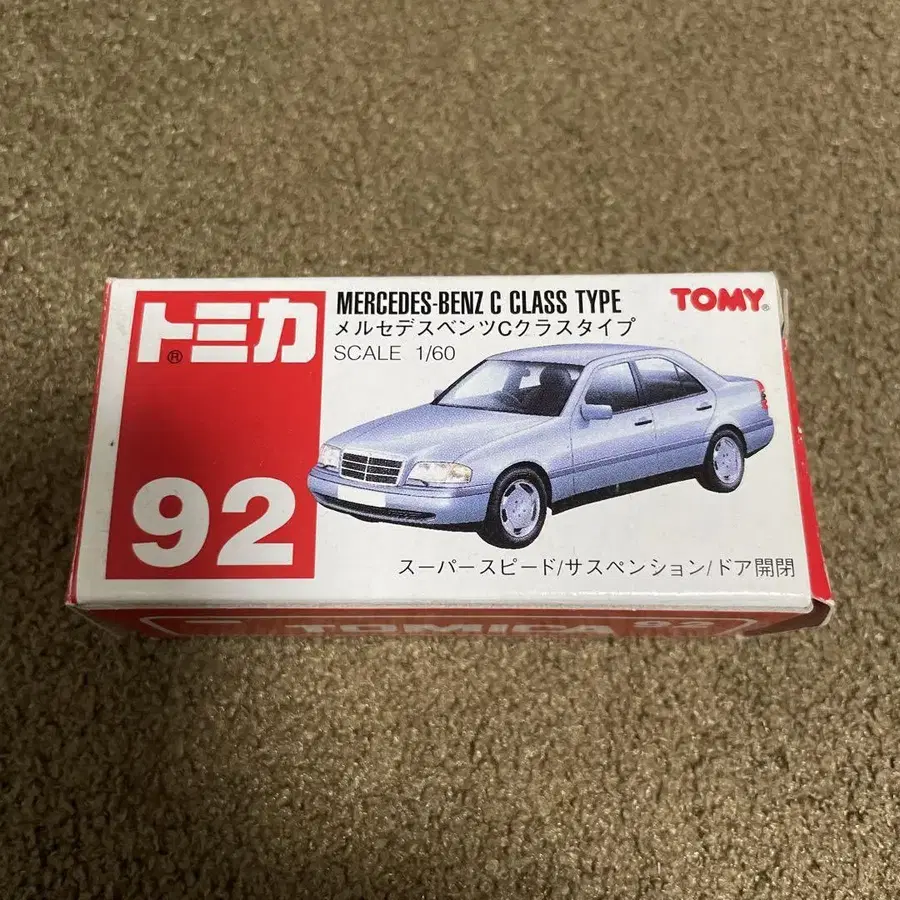 トミカ
®
92
MERCEDES-BENZ C CLASS TYPE
メルセデスベンツCクラスタイプ
SCALE 1/60
TOMY®
スーパースピード/サスペンション/ドア開閉
TOMICA 92